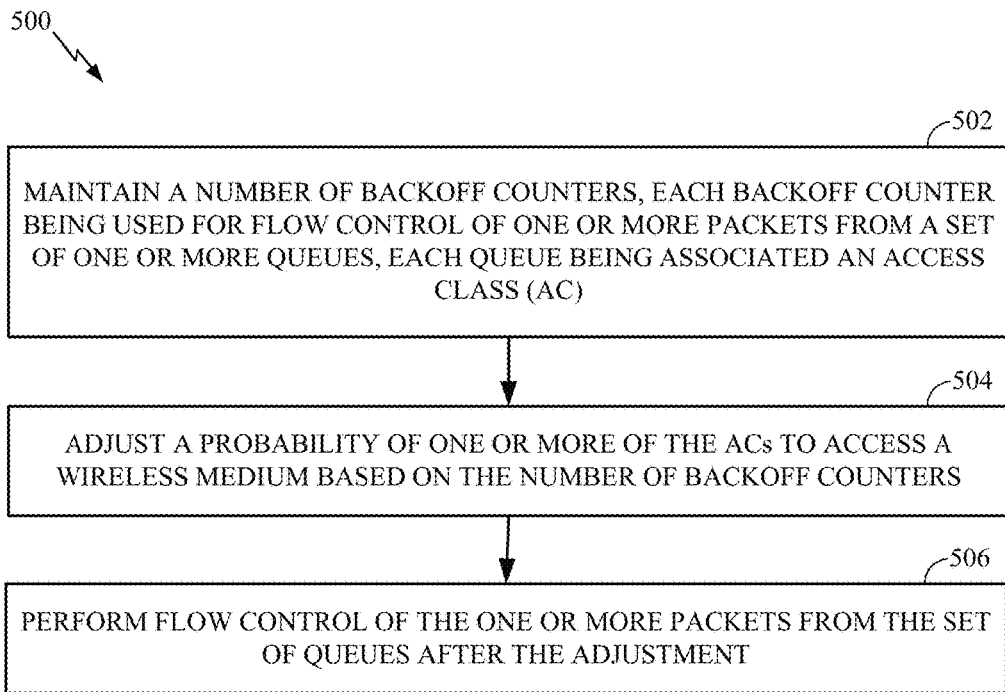 500
502
MAINTAIN A NUMBER OF BACKOFF COUNTERS, EACH BACKOFF COUNTER
BEING USED FOR FLOW CONTROL OF ONE OR MORE PACKETS FROM A SET
OF ONE OR MORE QUEUES, EACH QUEUE BEING ASSOCIATED AN ACCESS
CLASS (AC)
504
ADJUST A PROBABILITY OF ONE OR MORE OF THE ACs TO ACCESS A
WIRELESS MEDIUM BASED ON THE NUMBER OF BACKOFF COUNTERS
506
PERFORM FLOW CONTROL OF THE ONE OR MORE PACKETS FROM THE SET
OF QUEUES AFTER THE ADJUSTMENT